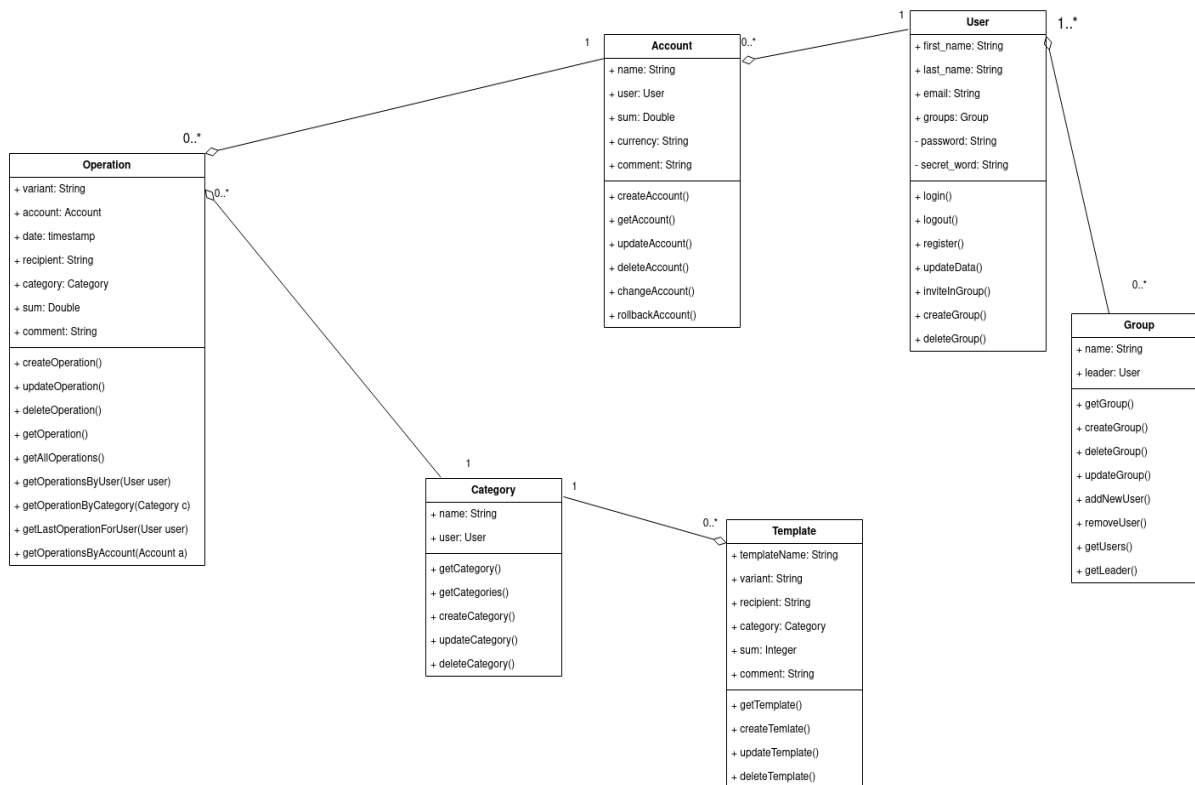 1
Account
0..*
+ name: String
+ user: User
+ sum: Double
+ currency: String
+ comment: String
+ createAccount()
+ getAccount()
+ updateAccount()
+ deleteAccount()
+ changeAccount()
+ rollbackAccount()
1
User
1..*
+ first_name: String
+ last_name: String
+ email: String
+ groups: Group
- password: String
- secret_word: String
+ login()
+ logout()
+ register()
+ updateData()
+ inviteInGroup()
+ createGroup()
+ deleteGroup()
0..*
Operation
0..*
+ variant: String
+ account: Account
+ date: timestamp
+ recipient: String
+ category: Category
+ sum: Double
+ comment: String
+ createOperation()
+ updateOperation()
+ deleteOperation()
+ getOperation()
+ getAllOperations()
+ getOperationsByUser(User user)
+ getOperationByCategory(Category c)
+ getLastOperationForUser(User user)
+ getOperationsByAccount(Account a)
0..*
Group
+ name: String
+ leader: User
+ getGroup()
+ createGroup()
+ deleteGroup()
+ updateGroup()
+ addNewUser()
+ removeUser()
+ getUsers()
+ getLeader()
1
Category
1
+ name: String
+ user: User
+ getCategory()
+ getCategories()
+ createCategory()
+ updateCategory()
+ deleteCategory()
0..*
Template
+ templateName: String
+ variant: String
+ recipient: String
+ category: Category
+ sum: Integer
+ comment: String
+ getTemplate()
+ createTemlate()
+ updateTemplate()
+ deleteTemplate()